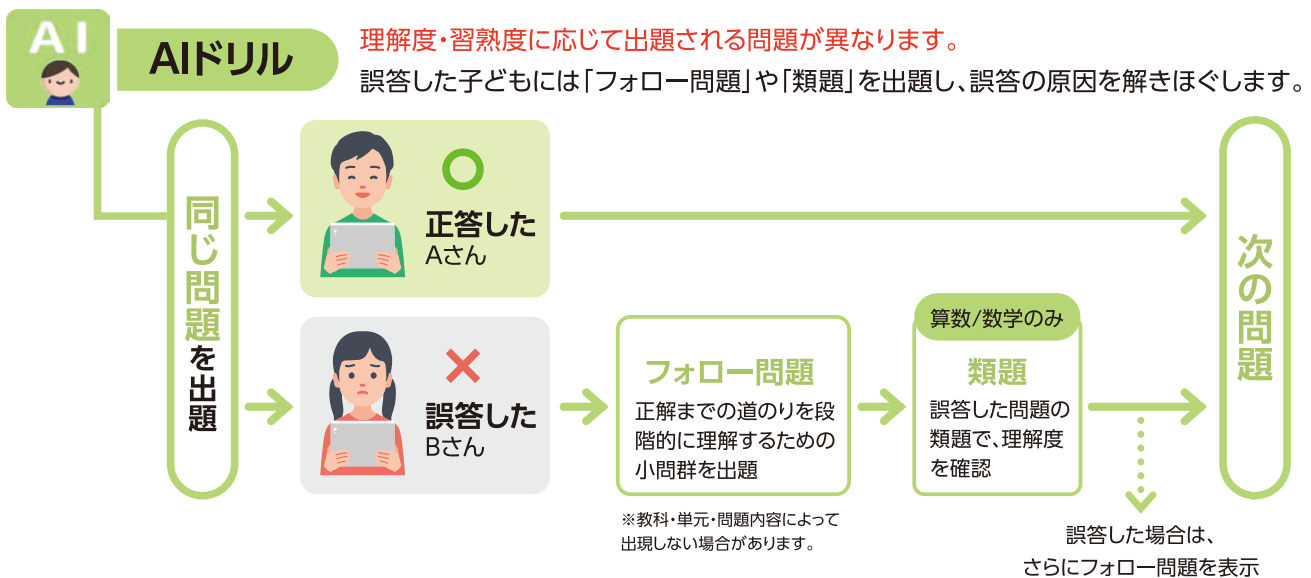 AI
AIドリル
理解度・習熟度に応じて出題される問題が異なります。
誤答した子どもには「フォロー問題」や「類題」を出題し、誤答の原因を解きほぐします。
同じ問題を出題
正答した
Aさん
誤答した
Bさん
フォロー問題
正解までの道のりを段
階的に理解するための
小問群を出題
※教科・単元・問題内容によって
出現しない場合があります。
算数/数学のみ
類題
誤答した問題の
類題で、理解度
を確認
誤答した場合は、
さらにフォロー問題を表示
次の問題